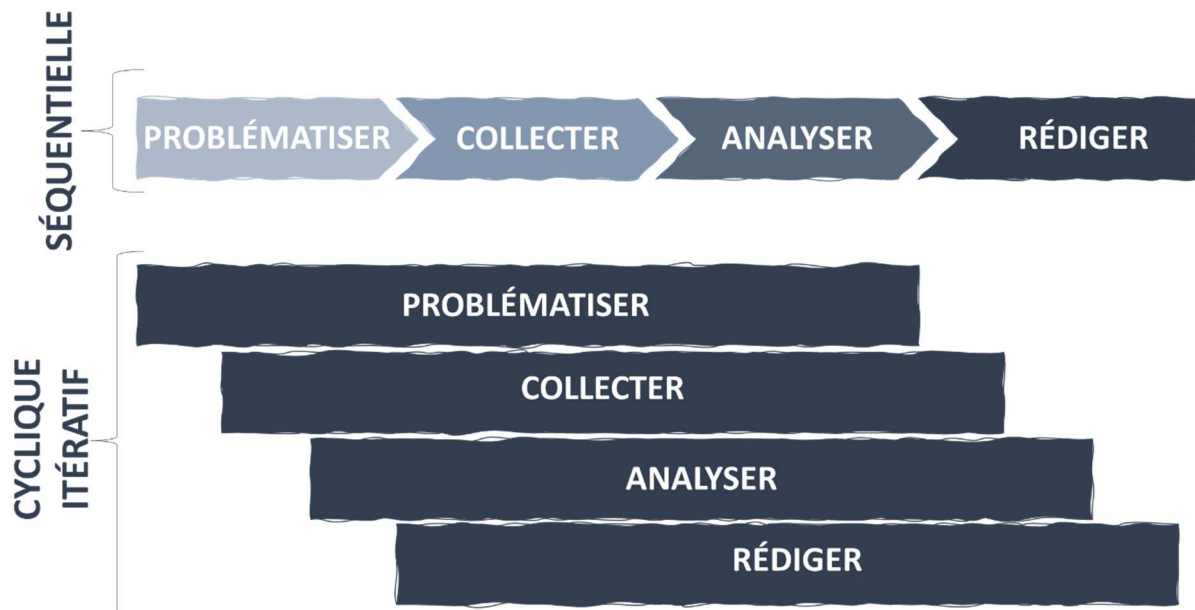 SÉQUENTIELLE
PROBLÉMATISER
COLLECTER
ANALYSER
RÉDIGER
CYCLIQUE
ITÉRATIF
PROBLÉMATISER
COLLECTER
ANALYSER
RÉDIGER